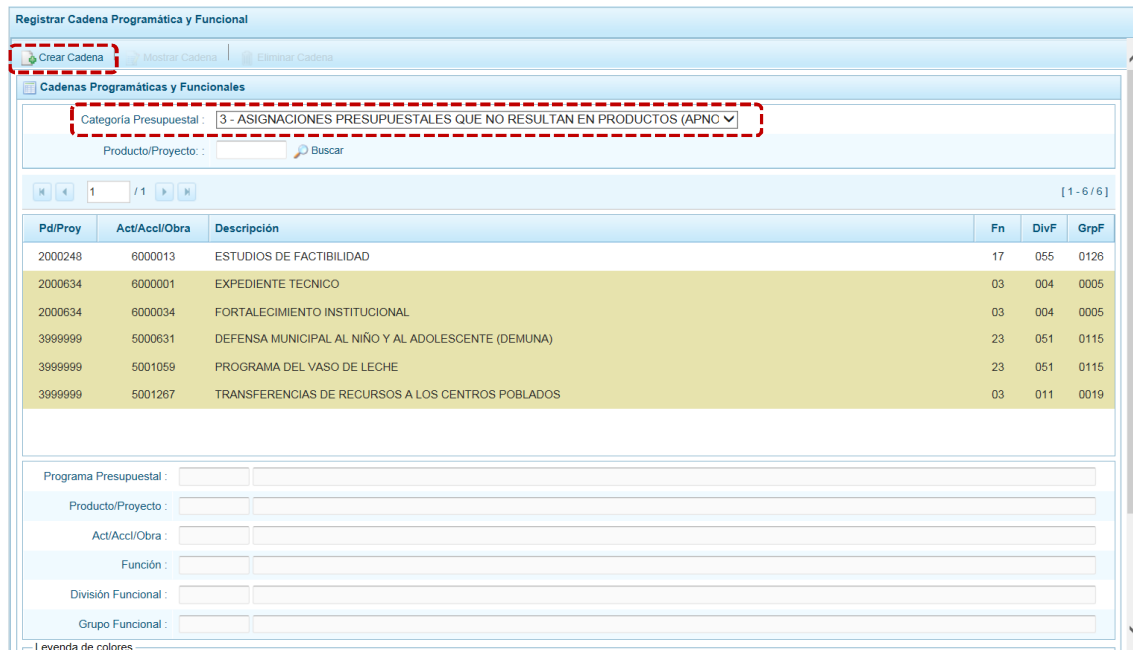 Registrar Cadena Programática y Funcional
Crear Cadena Mostrar Cadena Eliminar Cadena
Cadenas Programáticas y Funcionales
Categoría Presupuestal : 3 - ASIGNACIONES PRESUPUESTALES QUE NO RESULTAN EN PRODUCTOS (APNO
Producto/Proyecto: : Buscar
1 / 1 [ 1 - 6 / 6 ]
Pd/Proy Act/AccI/Obra Descripción Fn DivF GrpF
2000248 6000013 ESTUDIOS DE FACTIBILIDAD 17 055 0126
2000634 6000001 EXPEDIENTE TECNICO 03 004 0005
2000634 6000034 FORTALECIMIENTO INSTITUCIONAL 03 004 0005
3999999 5000631 DEFENSA MUNICIPAL AL NIÑO Y AL ADOLESCENTE (DEMUNA) 23 051 0115
3999999 5001059 PROGRAMA DEL VASO DE LECHE 23 051 0115
3999999 5001267 TRANSFERENCIAS DE RECURSOS A LOS CENTROS POBLADOS 03 011 0019
Programa Presupuestal :
Producto/Proyecto :
Act/AccI/Obra :
Función :
División Funcional :
Grupo Funcional :
Leyenda de colores